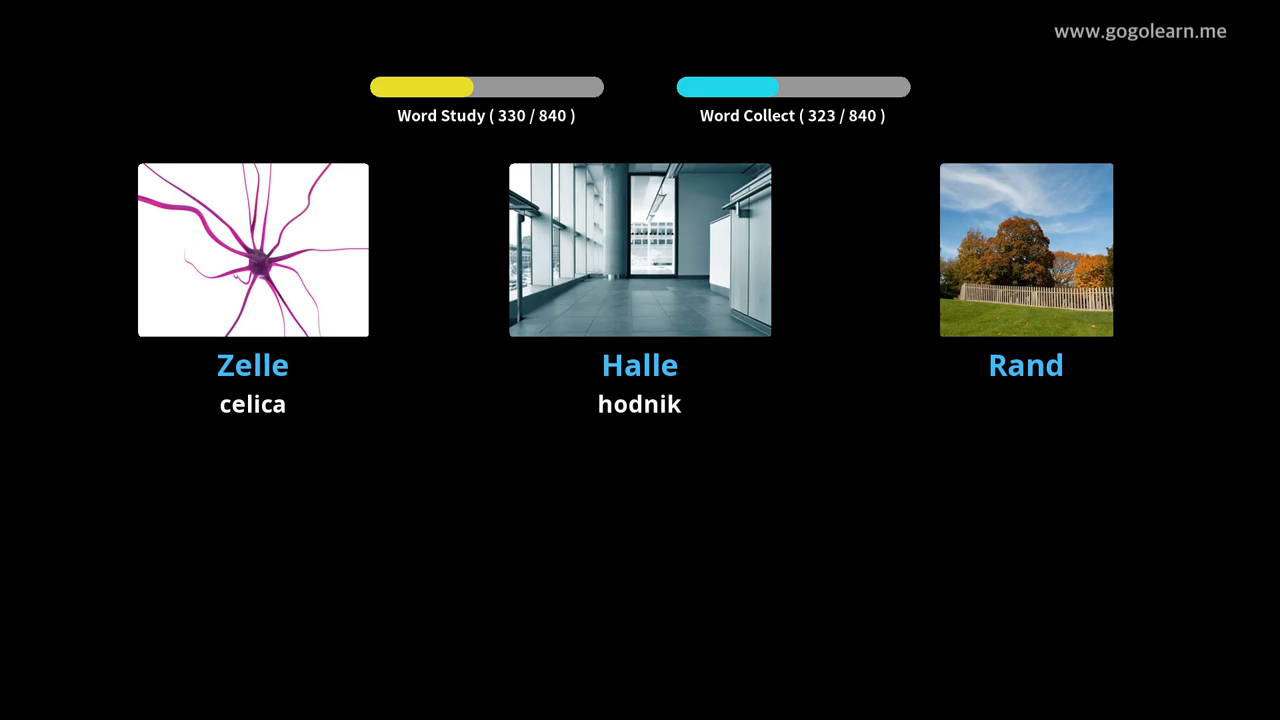 www.gogolearn.me
Word Study ( 330 / 840 )
Word Collect ( 323 / 840 )
Zelle
celica
Halle
hodnik
Rand